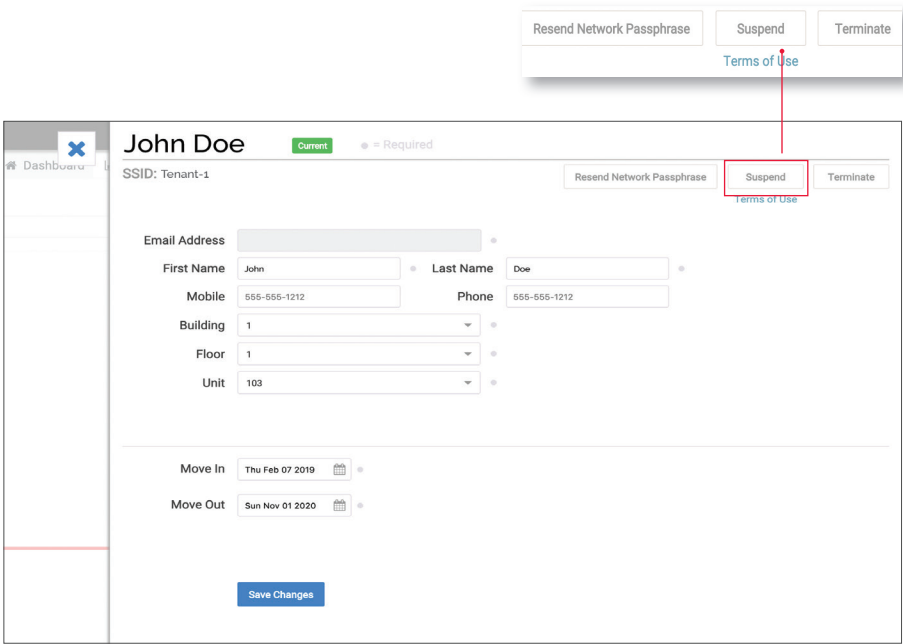 Resend Network Passphrase Suspend Terminate
Terms of Use
John Doe Current = Required
Dashboard
SSID: Tenant-1
Resend Network Passphrase Suspend Terminate
Terms of Use
Email Address
First Name John Last Name Doe
Mobile 555-555-1212 Phone 555-555-1212
Building 1
Floor 1
Unit 103
Move In Thu Feb 07 2019
Move Out Sun Nov 01 2020
Save Changes